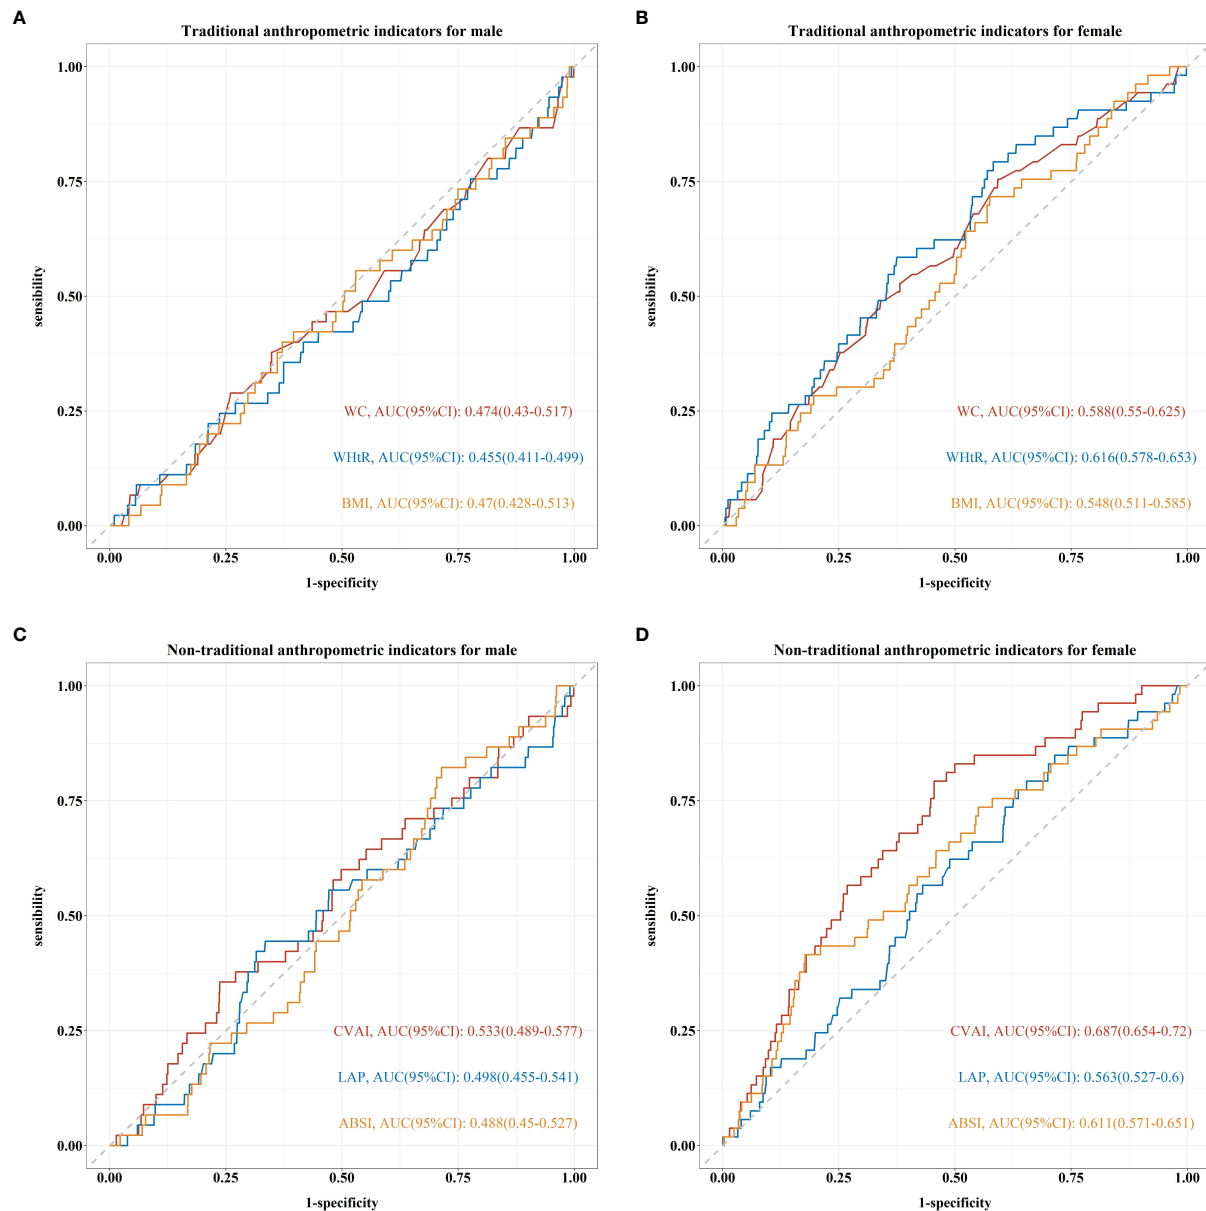 A
Traditional anthropometric indicators for male
1.00
0.75
0.50
0.25
0.00
sensibility
WC, AUC(95%CI): 0.474(0.43-0.517)
WHtR, AUC(95%CI): 0.455(0.411-0.499)
BMI, AUC(95%CI): 0.47(0.428-0.513)
0.00 0.25 0.50 0.75 1.00
1-specificity
B
Traditional anthropometric indicators for female
1.00
0.75
0.50
0.25
0.00
sensibility
WC, AUC(95%CI): 0.588(0.55-0.625)
WHtR, AUC(95%CI): 0.616(0.578-0.653)
BMI, AUC(95%CI): 0.548(0.511-0.585)
0.00 0.25 0.50 0.75 1.00
1-specificity
C
Non-traditional anthropometric indicators for male
1.00
0.75
0.50
0.25
0.00
sensibility
CVAI, AUC(95%CI): 0.533(0.489-0.577)
LAP, AUC(95%CI): 0.498(0.455-0.541)
ABSI, AUC(95%CI): 0.488(0.45-0.527)
0.00 0.25 0.50 0.75 1.00
1-specificity
D
Non-traditional anthropometric indicators for female
1.00
0.75
0.50
0.25
0.00
sensibility
CVAI, AUC(95%CI): 0.687(0.654-0.72)
LAP, AUC(95%CI): 0.563(0.527-0.6)
ABSI, AUC(95%CI): 0.611(0.571-0.651)
0.00 0.25 0.50 0.75 1.00
1-specificity